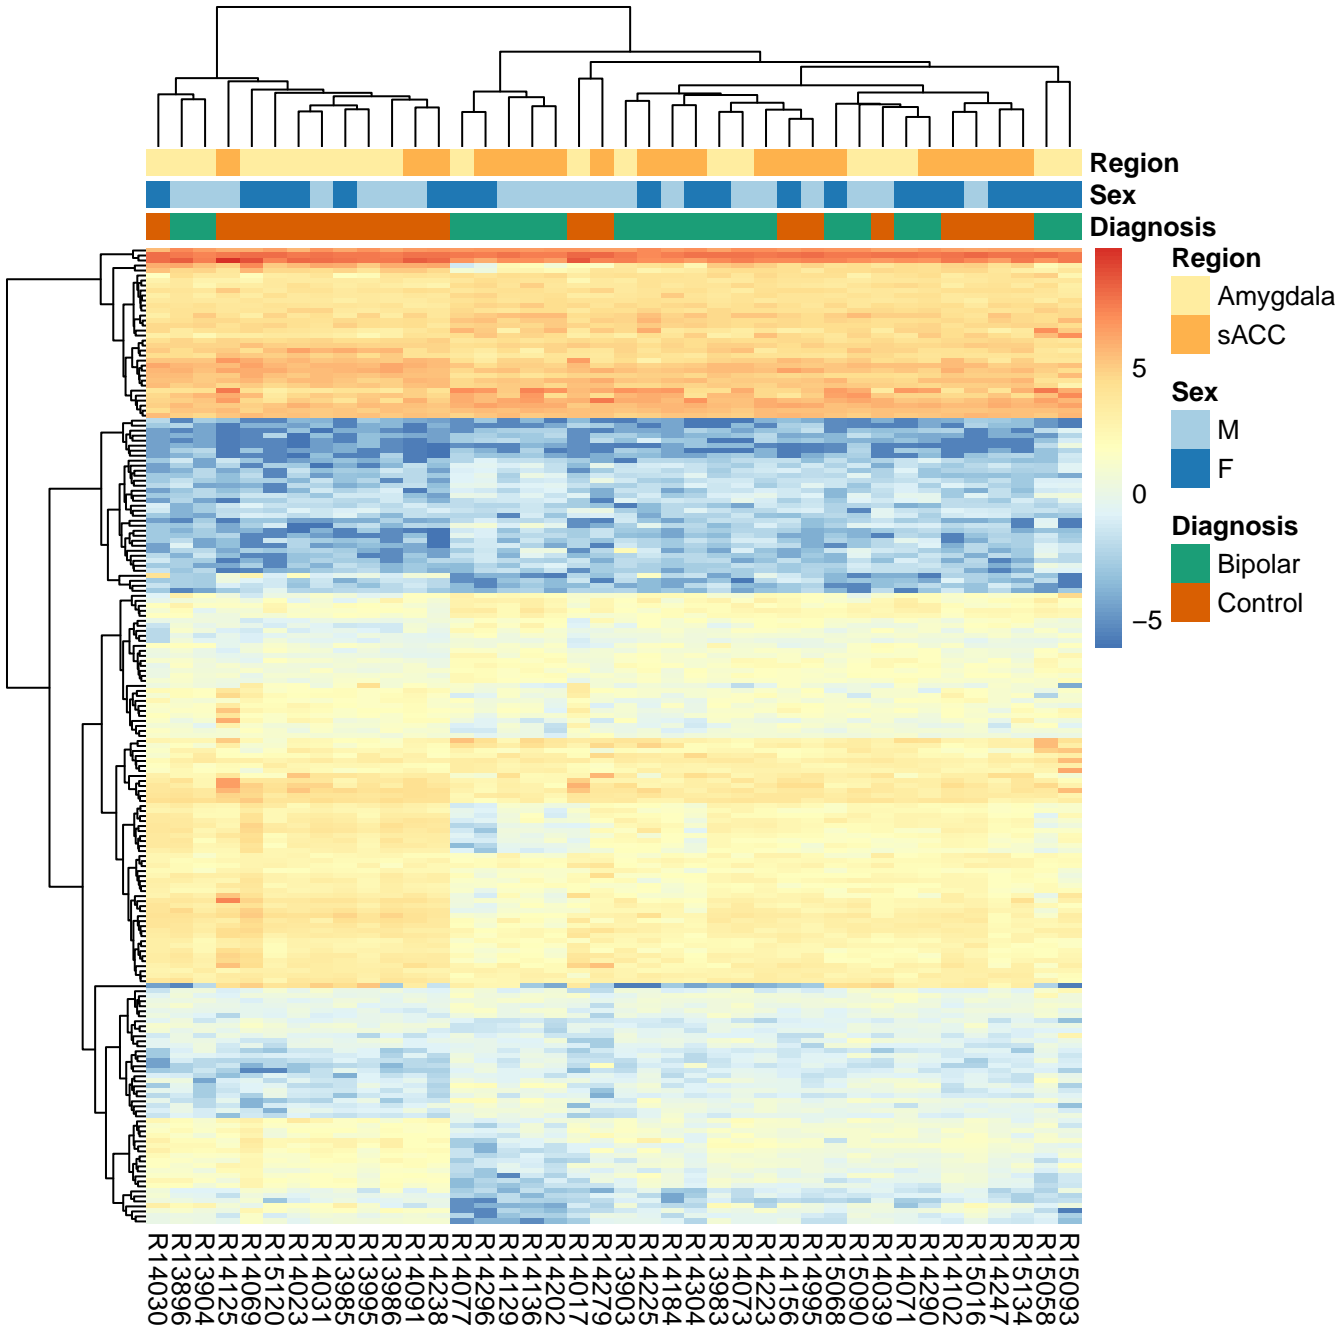 Region
Sex
Diagnosis
5
0
−5
Region
Amygdala
sACC
Sex
M
F
Diagnosis
Bipolar
Control
R14030
R13896
R13904
R14125
R14069
R15120
R14023
R14031
R13985
R13995
R13986
R14091
R14238
R14077
R14296
R14129
R14136
R14202
R14017
R14279
R13903
R14225
R14184
R14304
R13983
R14073
R14223
R14156
R14995
R15068
R15090
R14039
R14071
R14290
R14102
R15016
R14247
R15134
R15058
R15093